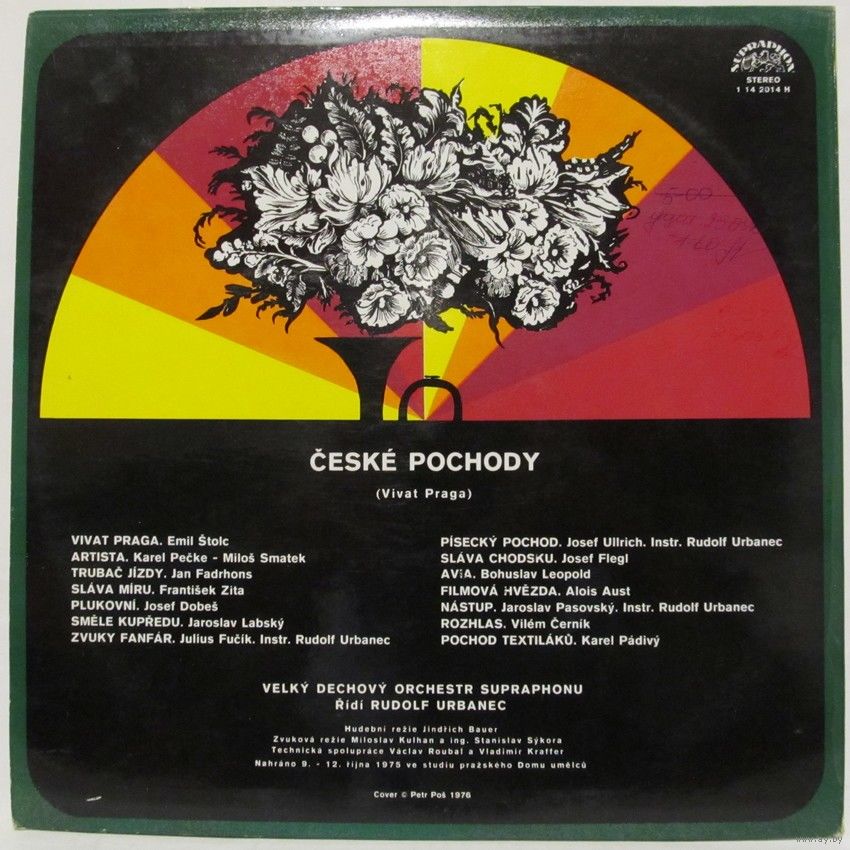 SUPRAPHON
STEREO
1 14 2014 H
5-00
ČESKÉ POCHODY
(Vivat Praga)
VIVAT PRAGA. Emil Štolc
ARTISTA. Karel Pečke - Miloš Smatek
TRUBAČ JÍZDY. Jan Fadrhons
SLÁVA MÍRU. František Zita
PLUKOVNÍ. Josef Dobeš
SMĚLE KUPŘEDU. Jaroslav Labský
ZVUKY FANFÁR. Julius Fučík. Instr. Rudolf Urbanec
PÍSECKÝ POCHOD. Josef Ullrich. Instr. Rudolf Urbanec
SLÁVA CHODSKU. Josef Flegl
AVIA. Bohuslav Leopold
FILMOVÁ HVĚZDA. Alois Aust
NÁSTUP. Jaroslav Pasovský. Instr. Rudolf Urbanec
ROZHLAS. Vilém Černík
POCHOD TEXTILÁKŮ. Karel Pádivý
VELKÝ DECHOVÝ ORCHESTR SUPRAPHONU
Řídí RUDOLF URBANEC
Hudební režie Jindřich Bauer
Zvuková režie Miloslav Kulhan a ing. Stanislav Sýkora
Technická spolupráce Václav Roubal a Vladimír Kraffer
Nahráno 9. - 12. října 1975 ve studiu pražského Domu umělců
Cover © Petr Poš 1976
www.ay.by